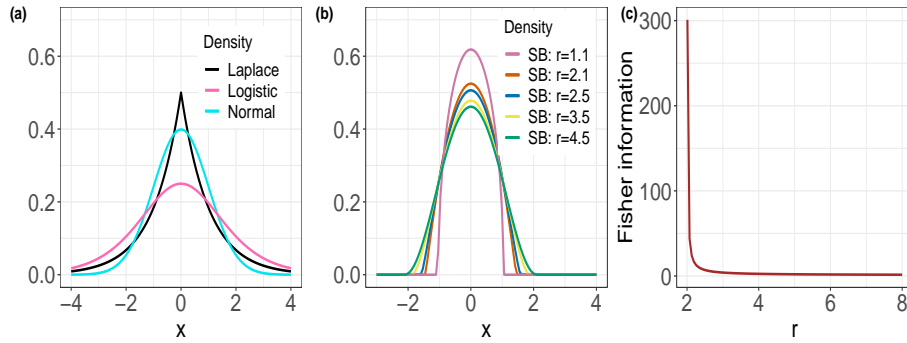 (a)
0.6
0.4
0.2
0.0
Density
Laplace
Logistic
Normal
−4
−2
0
2
4
x
(b)
0.6
0.4
0.2
0.0
Density
SB: r=1.1
SB: r=2.1
SB: r=2.5
SB: r=3.5
SB: r=4.5
−2
0
2
4
x
(c)
Fisher information
300
200
100
0
2
4
6
8
r